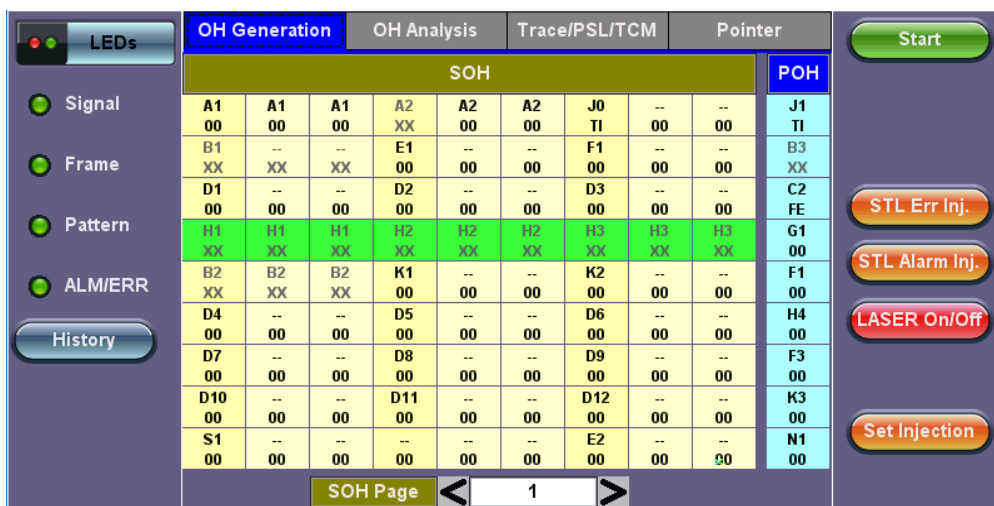 LEDs
OH Generation OH Analysis Trace/PSL/TCM Pointer
Start
SOH POH
Signal
A1 A1 A1 A2 A2 A2 J0 -- -- J1
00 00 00 XX 00 00 TI 00 00 TI
B1 -- -- E1 -- -- F1 -- -- B3
XX XX XX 00 00 00 00 00 00 XX
Frame
D1 -- -- D2 -- -- D3 -- -- C2
00 00 00 00 00 00 00 00 00 FE
STL Err Inj.
Pattern
H1 H1 H1 H2 H2 H2 H3 H3 H3 G1
XX XX XX XX XX XX XX XX XX 00
STL Alarm Inj.
ALM/ERR
B2 B2 B2 K1 -- -- K2 -- -- F1
XX XX XX 00 00 00 00 00 00 00
D4 -- -- D5 -- -- D6 -- -- H4
00 00 00 00 00 00 00 00 00 00
LASER On/Off
History
D7 -- -- D8 -- -- D9 -- -- F3
00 00 00 00 00 00 00 00 00 00
D10 -- -- D11 -- -- D12 -- -- K3
00 00 00 00 00 00 00 00 00 00
Set Injection
S1 -- -- -- -- -- E2 -- -- N1
00 00 00 00 00 00 00 00 00 00
SOH Page < 1 >